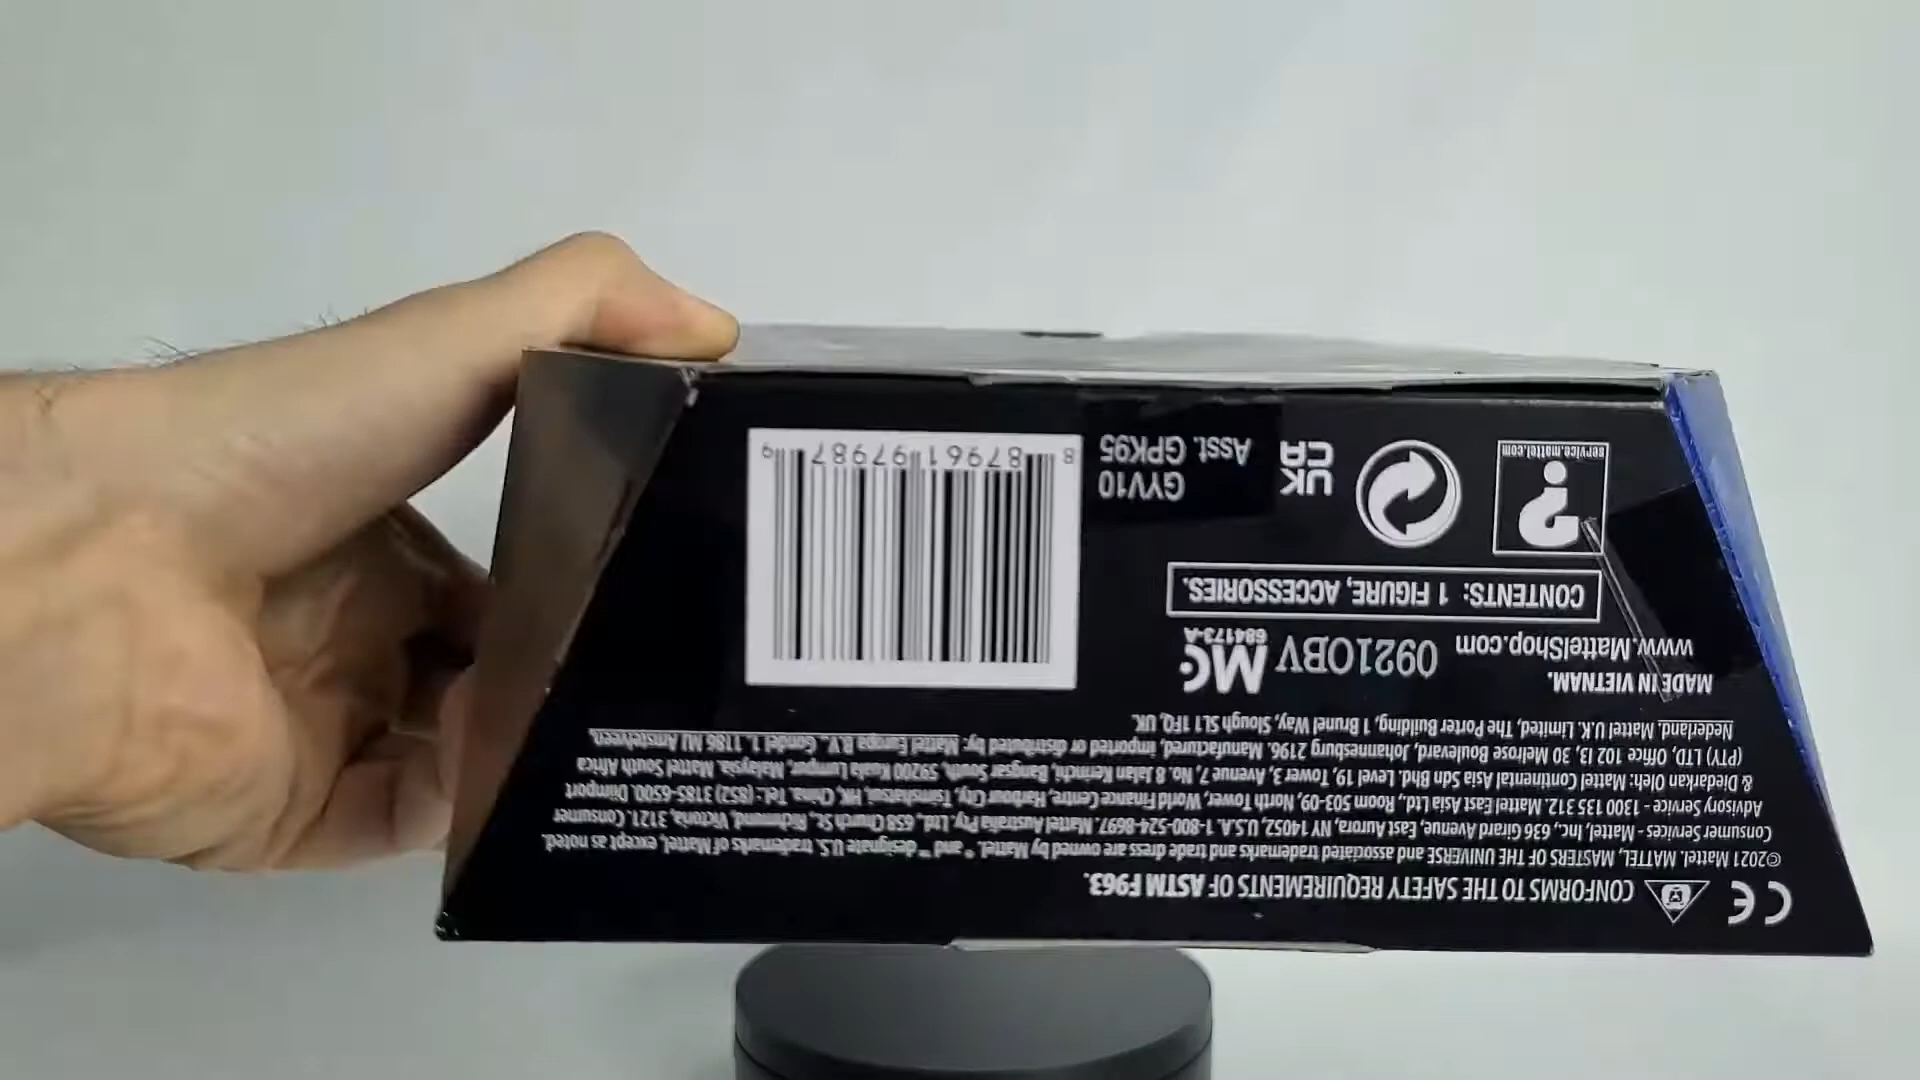 CE CONFORMS TO THE SAFETY REQUIREMENTS OF ASTM F963.
©2021 Mattel. MATTEL, MASTERS OF THE UNIVERSE and associated trademarks and trade dress are owned by Mattel. ® and ™ designate U.S. trademarks of Mattel, except as noted.
Consumer Services - Mattel, Inc., 636 Girard Avenue, East Aurora, NY 14052, U.S.A. 1-800-524-8697. Mattel Australia Pty. Ltd., 658 Church St., Richmond, Victoria, 3121. Consumer
Advisory Service - 1300 135 312. Mattel East Asia Ltd., Room 503-09, North Tower, World Finance Centre, Harbour City, Tsimshatsui, HK, China. Tel.: (852) 3185-6500. Diimport
& Diedarkan Oleh: Mattel Continental Asia Sdn Bhd. Level 19, Tower 3, Avenue 7, No. 8 Jalan Kerinchi, Bangsar South, 59200 Kuala Lumpur, Malaysia. Mattel South Africa
(PTY) LTD, Office 102 I3, 30 Melrose Boulevard, Johannesburg 2196. Manufactured, imported or distributed by: Mattel Europa B.V., Gondel 1, 1186 MJ Amstelveen,
Nederland. Mattel U.K. Limited, The Porter Building, 1 Brunel Way, Slough SL1 1FQ, UK.
MADE IN VIETNAM.
www.MattelShop.com 0921OBV MC
684173-A
CONTENTS: 1 FIGURE, ACCESSORIES.
service.mattel.com
UK
CA
GYV10
Asst. GPK95
8 87961 97987 9